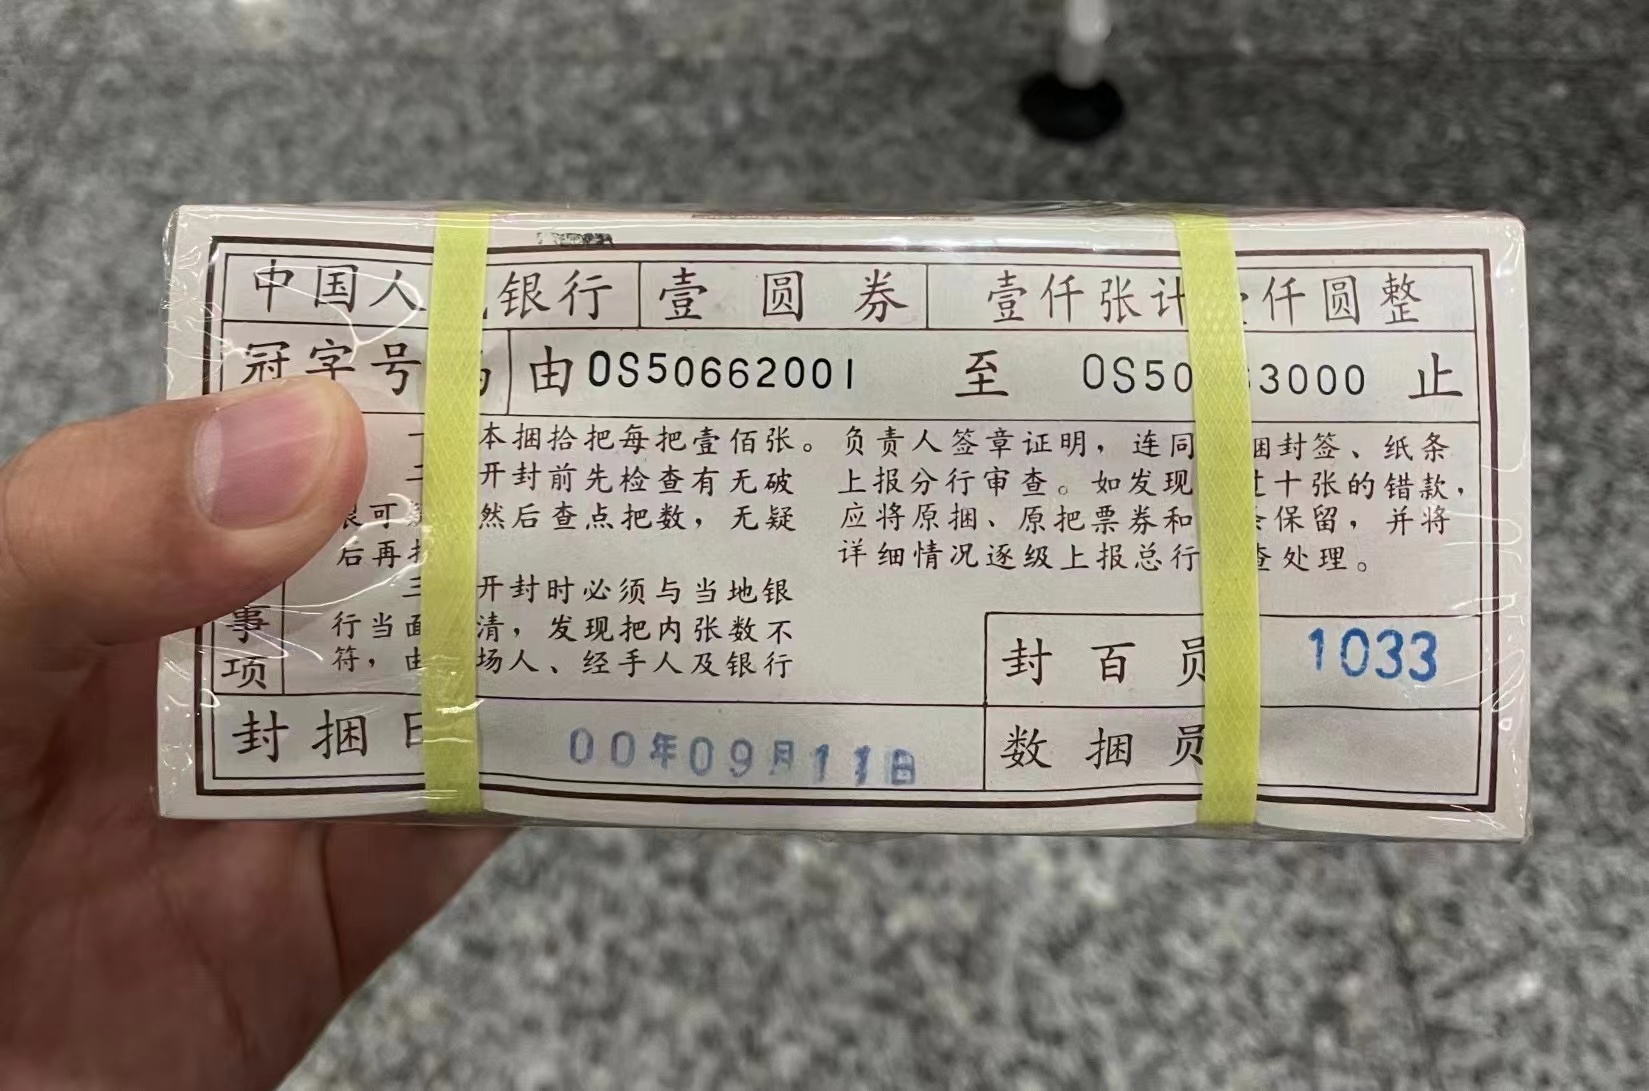 中国人 银行 壹圆券 壹仟张计 仟圆整
冠字号 由OS50662001 至 OS50 3000 止
一 本捆拾把每把壹佰张。
二 开封前先检查有无破
可 然后查点把数，无疑
后再
三 开封时必须与当地银
行当面 清，发现把内张数不
符，由 场人、经手人及银行
负责人签章证明，连同 捆封签、纸条
上报分行审查。如发现 十张的错款，
应将原捆、原把票券和 保留，并将
详细情况逐级上报总行 查处理。
事项
封百员 1033
封捆日 00年09月11日
数捆员